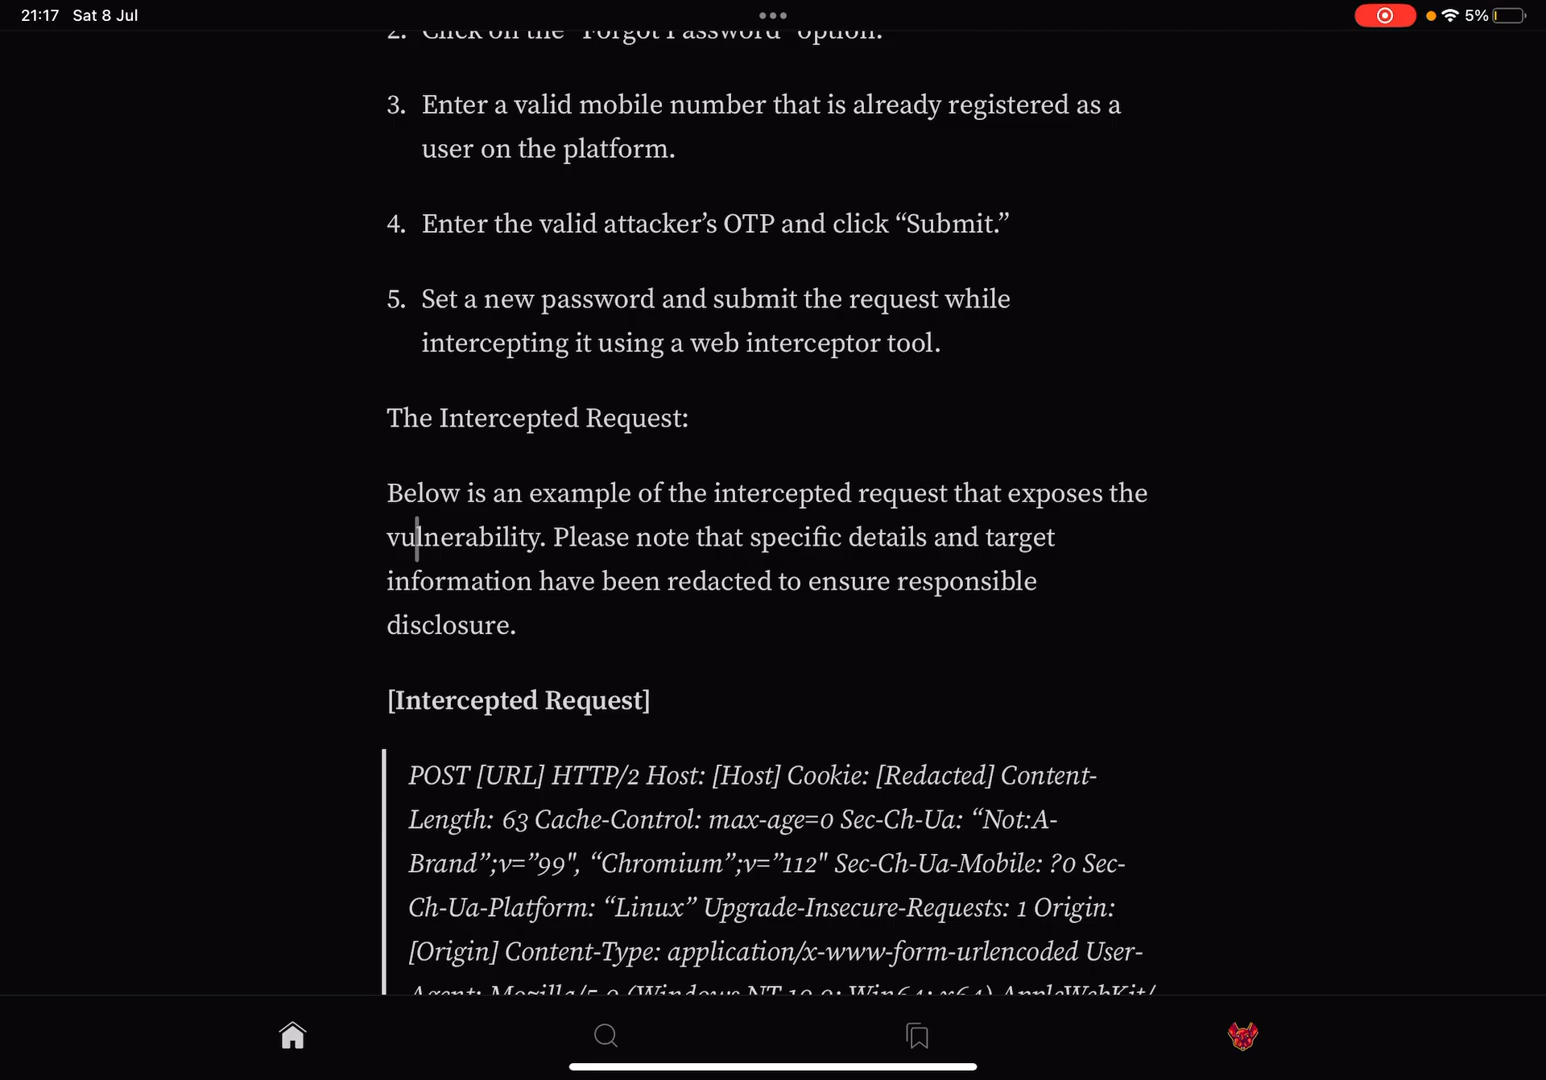 21:17 Sat 8 Jul
5%
2. Click on the “Forgot Password” option.
3. Enter a valid mobile number that is already registered as a
user on the platform.
4. Enter the valid attacker’s OTP and click “Submit.”
5. Set a new password and submit the request while
intercepting it using a web interceptor tool.
The Intercepted Request:
Below is an example of the intercepted request that exposes the
vulnerability. Please note that specific details and target
information have been redacted to ensure responsible
disclosure.
[Intercepted Request]
POST [URL] HTTP/2 Host: [Host] Cookie: [Redacted] Content-
Length: 63 Cache-Control: max-age=0 Sec-Ch-Ua: “Not:A-
Brand”;v=”99", “Chromium”;v=”112" Sec-Ch-Ua-Mobile: ?0 Sec-
Ch-Ua-Platform: “Linux” Upgrade-Insecure-Requests: 1 Origin:
[Origin] Content-Type: application/x-www-form-urlencoded User-
Agent: Mozilla/5.0 (Windows NT 10.0; Win64; x64) AppleWebKit/